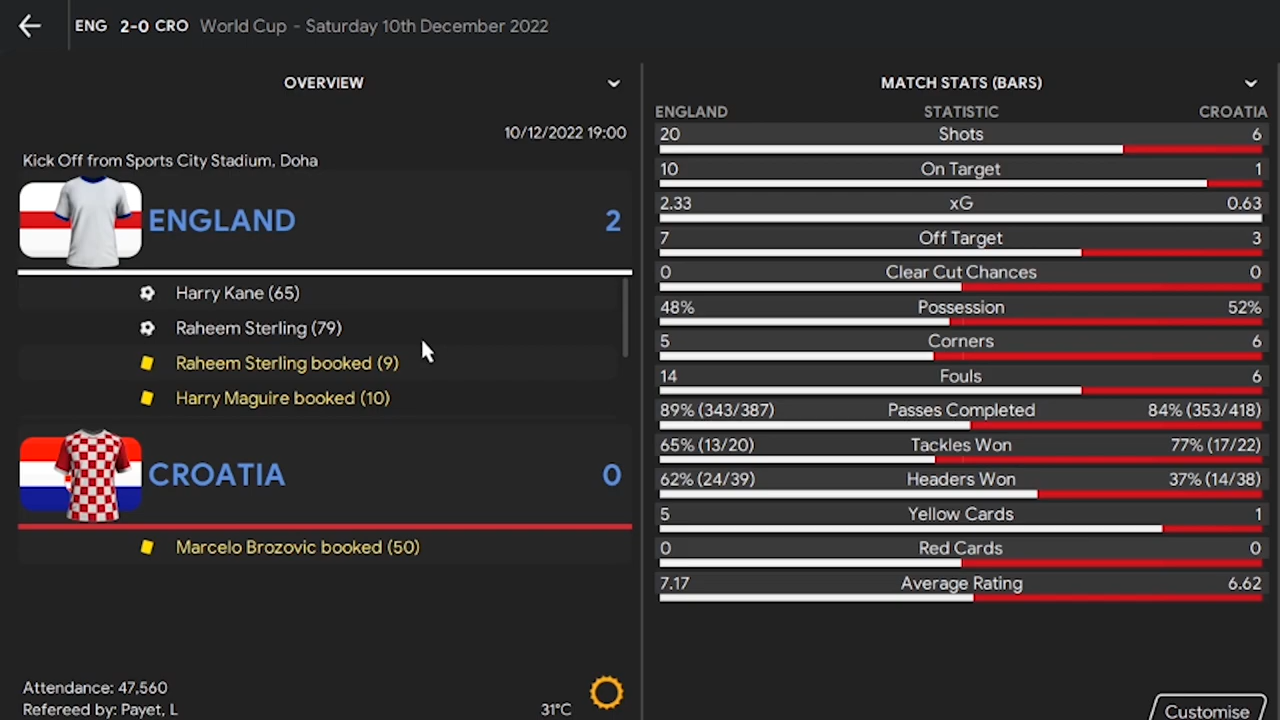 ENG 2-0 CRO World Cup - Saturday 10th December 2022
OVERVIEW
10/12/2022 19:00
Kick Off from Sports City Stadium, Doha
ENGLAND 2
Harry Kane (65)
Raheem Sterling (79)
Raheem Sterling booked (9)
Harry Maguire booked (10)
CROATIA 0
Marcelo Brozovic booked (50)
Attendance: 47,560
Refereed by: Payet, L 31°C
MATCH STATS (BARS)
ENGLAND STATISTIC CROATIA
20 Shots 6
10 On Target 1
2.33 xG 0.63
7 Off Target 3
0 Clear Cut Chances 0
48% Possession 52%
5 Corners 6
14 Fouls 6
89% (343/387) Passes Completed 84% (353/418)
65% (13/20) Tackles Won 77% (17/22)
62% (24/39) Headers Won 37% (14/38)
5 Yellow Cards 1
0 Red Cards 0
7.17 Average Rating 6.62
Customise